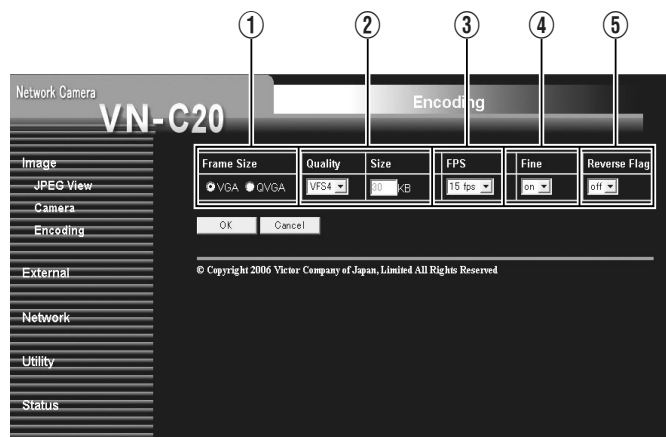 ① ② ③ ④ ⑤
Network Camera
VN-C20
Encoding
Image
JPEG View
Camera
Encoding
External
Network
Utility
Status
Frame Size Quality Size FPS Fine Reverse Flag
VGA QVGA VFS4 30 KB 15 fps on off
OK Cancel
© Copyright 2006 Victor Company of Japan, Limited All Rights Reserved